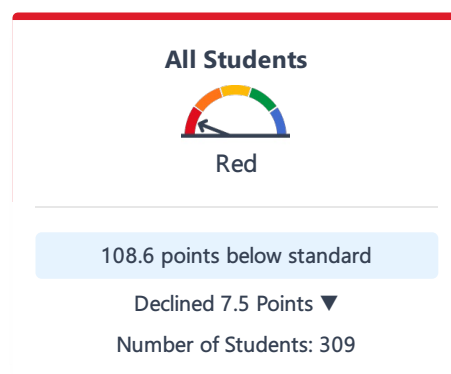 All Students
Red
108.6 points below standard
Declined 7.5 Points ▼
Number of Students: 309